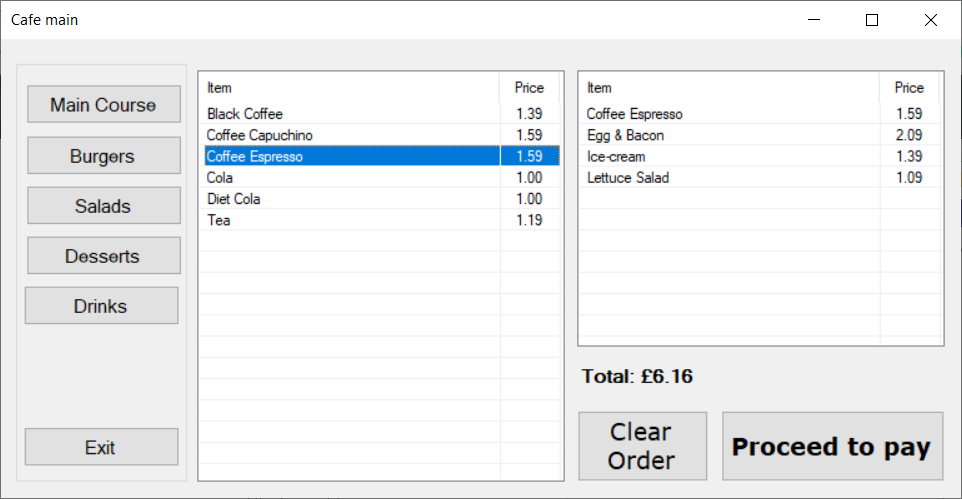 Cafe main
Main Course
Burgers
Salads
Desserts
Drinks
Exit
Item Price
Black Coffee 1.39
Coffee Capuchino 1.59
Coffee Espresso 1.59
Cola 1.00
Diet Cola 1.00
Tea 1.19
Item Price
Coffee Espresso 1.59
Egg & Bacon 2.09
Ice-cream 1.39
Lettuce Salad 1.09
Total: £6.16
Clear
Order
Proceed to pay